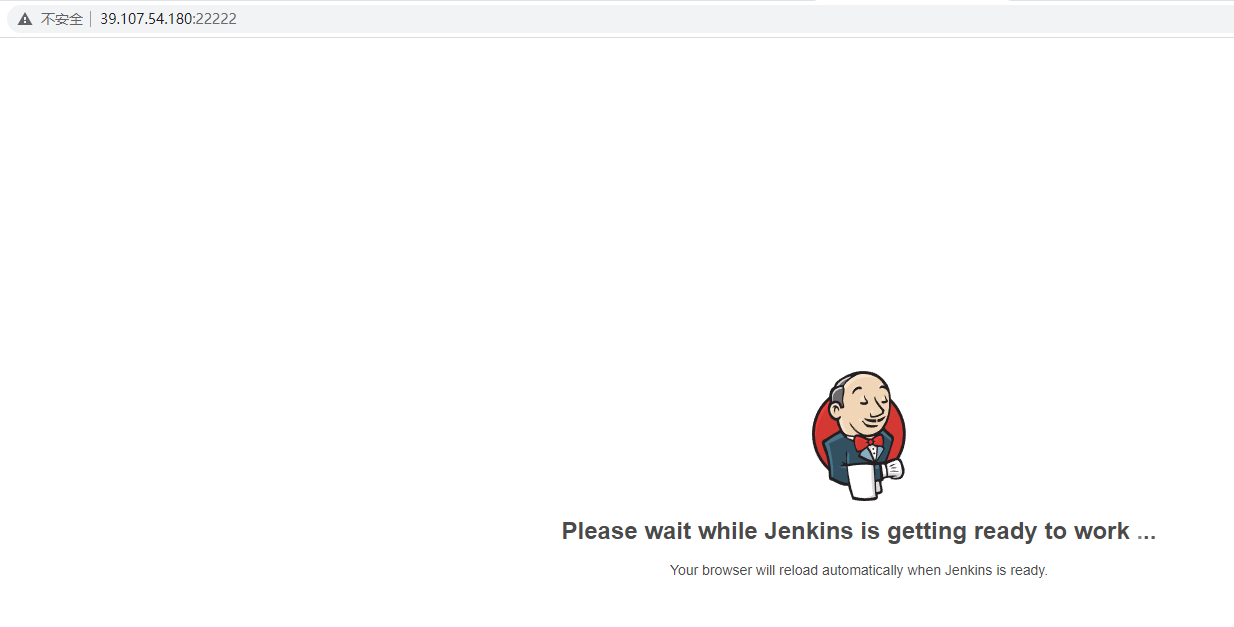 不安全 39.107.54.180:22222
Please wait while Jenkins is getting ready to work ...
Your browser will reload automatically when Jenkins is ready.